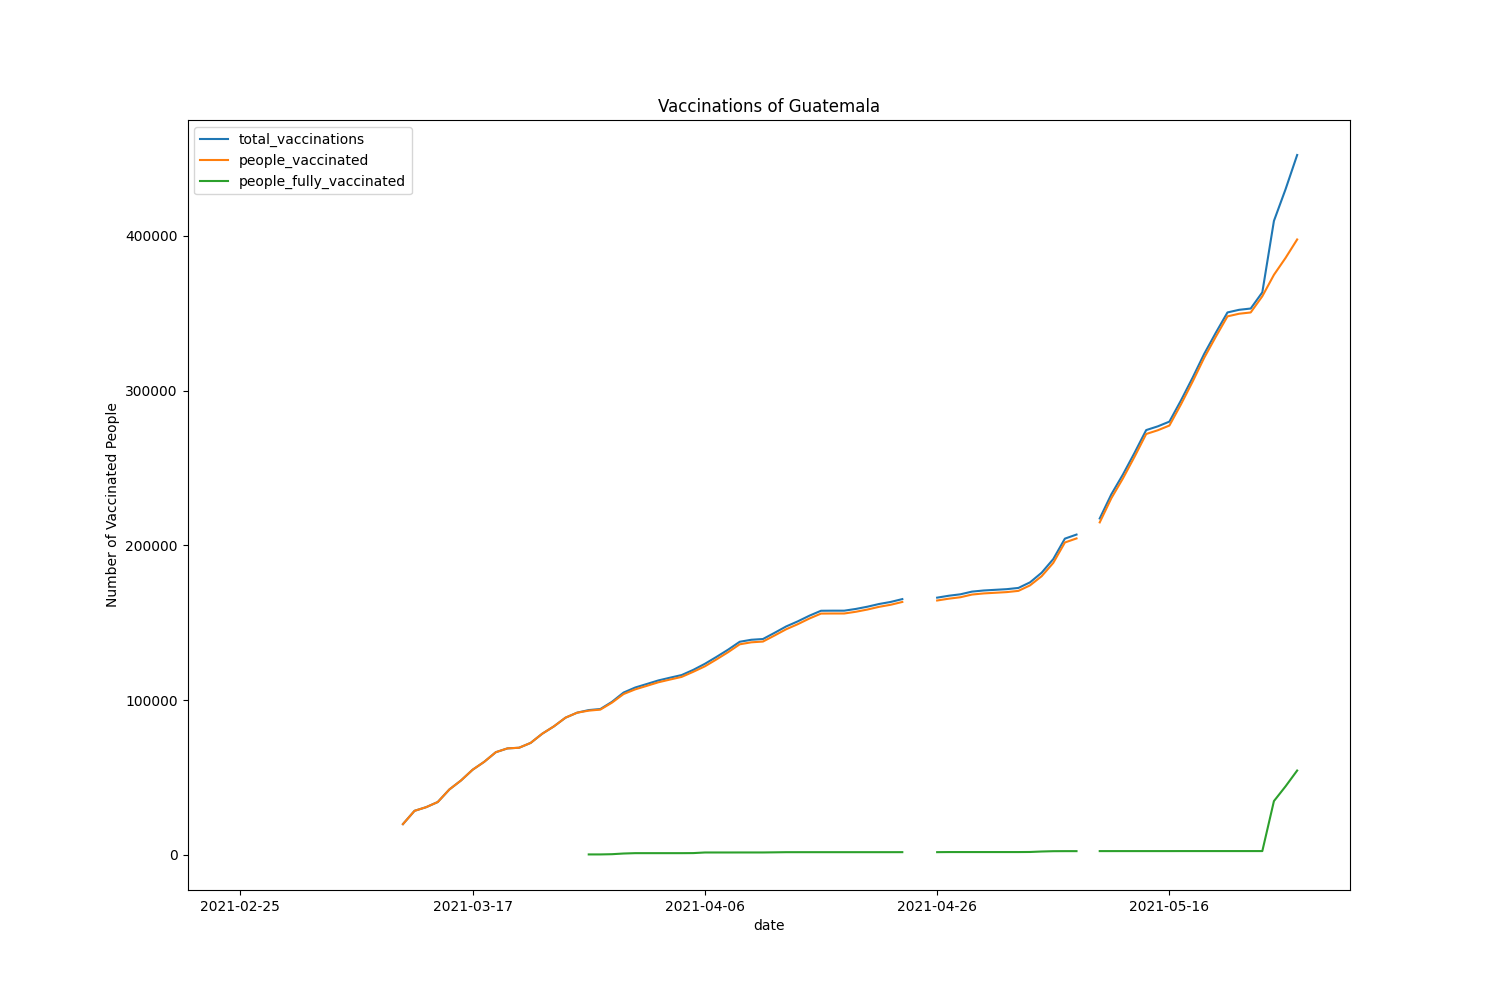 Vaccinations of Guatemala
total_vaccinations
people_vaccinated
people_fully_vaccinated
400000
300000
200000
100000
0
Number of Vaccinated People
2021-02-25 2021-03-17 2021-04-06 2021-04-26 2021-05-16
date